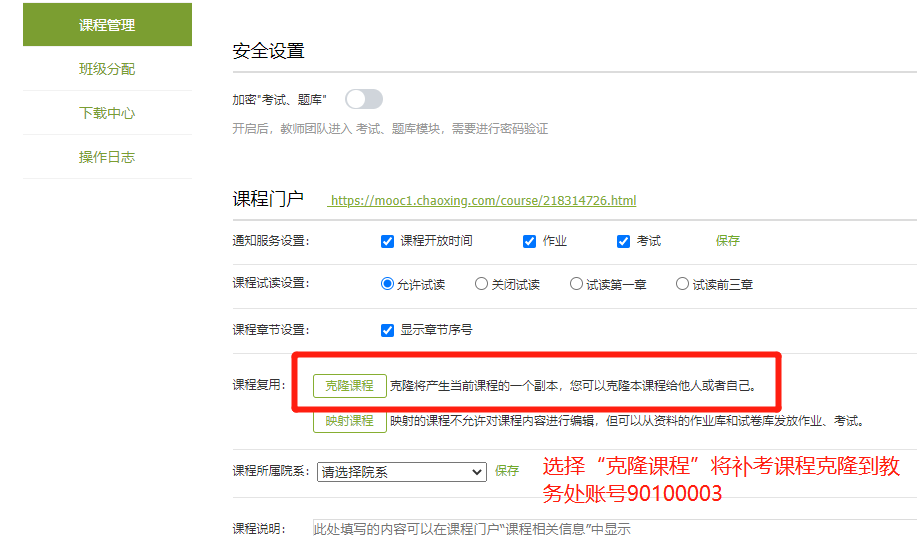 课程管理
班级分配
下载中心
操作日志
安全设置
加密"考试、题库"
开启后，教师团队进入 考试、题库模块，需要进行密码验证
课程门户 https://mooc1.chaoxing.com/course/218314726.html
通知服务设置： 课程开放时间 作业 考试 保存
课程试读设置： 允许试读 关闭试读 试读第一章 试读前三章
课程章节设置： 显示章节序号
课程复用： 克隆课程 克隆将产生当前课程的一个副本，您可以克隆本课程给他人或者自己。
映射课程 映射的课程不允许对课程内容进行编辑，但可以从资料的作业库和试卷库发放作业、考试。
课程所属院系： 请选择院系 保存
选择“克隆课程”将补考课程克隆到教
务处账号90100003
课程说明： 此处填写的内容可以在课程门户“课程相关信息”中显示